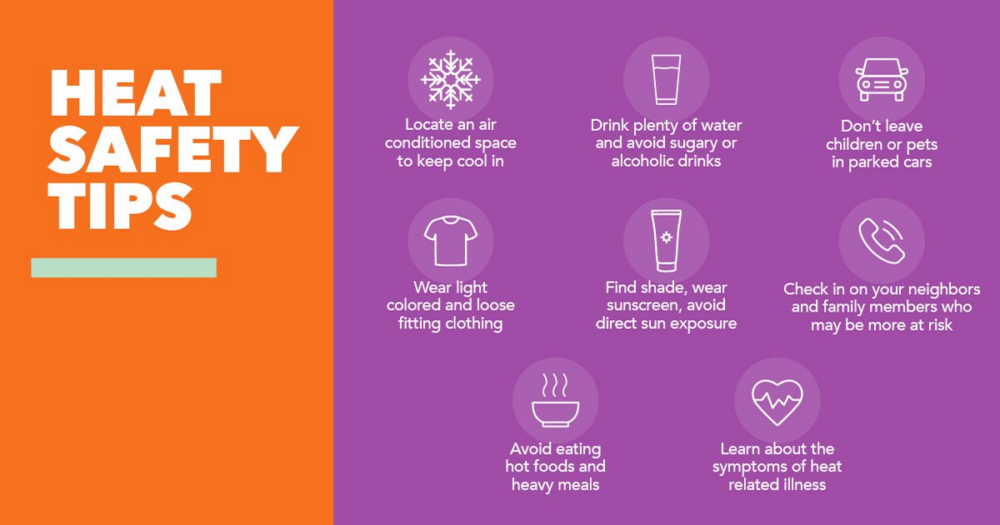 HEAT
SAFETY
TIPS
Locate an air
conditioned space
to keep cool in
Drink plenty of water
and avoid sugary or
alcoholic drinks
Don't leave
children or pets
in parked cars
Wear light
colored and loose
fitting clothing
Find shade, wear
sunscreen, avoid
direct sun exposure
Check in on your neighbors
and family members who
may be more at risk
Avoid eating
hot foods and
heavy meals
Learn about the
symptoms of heat
related illness